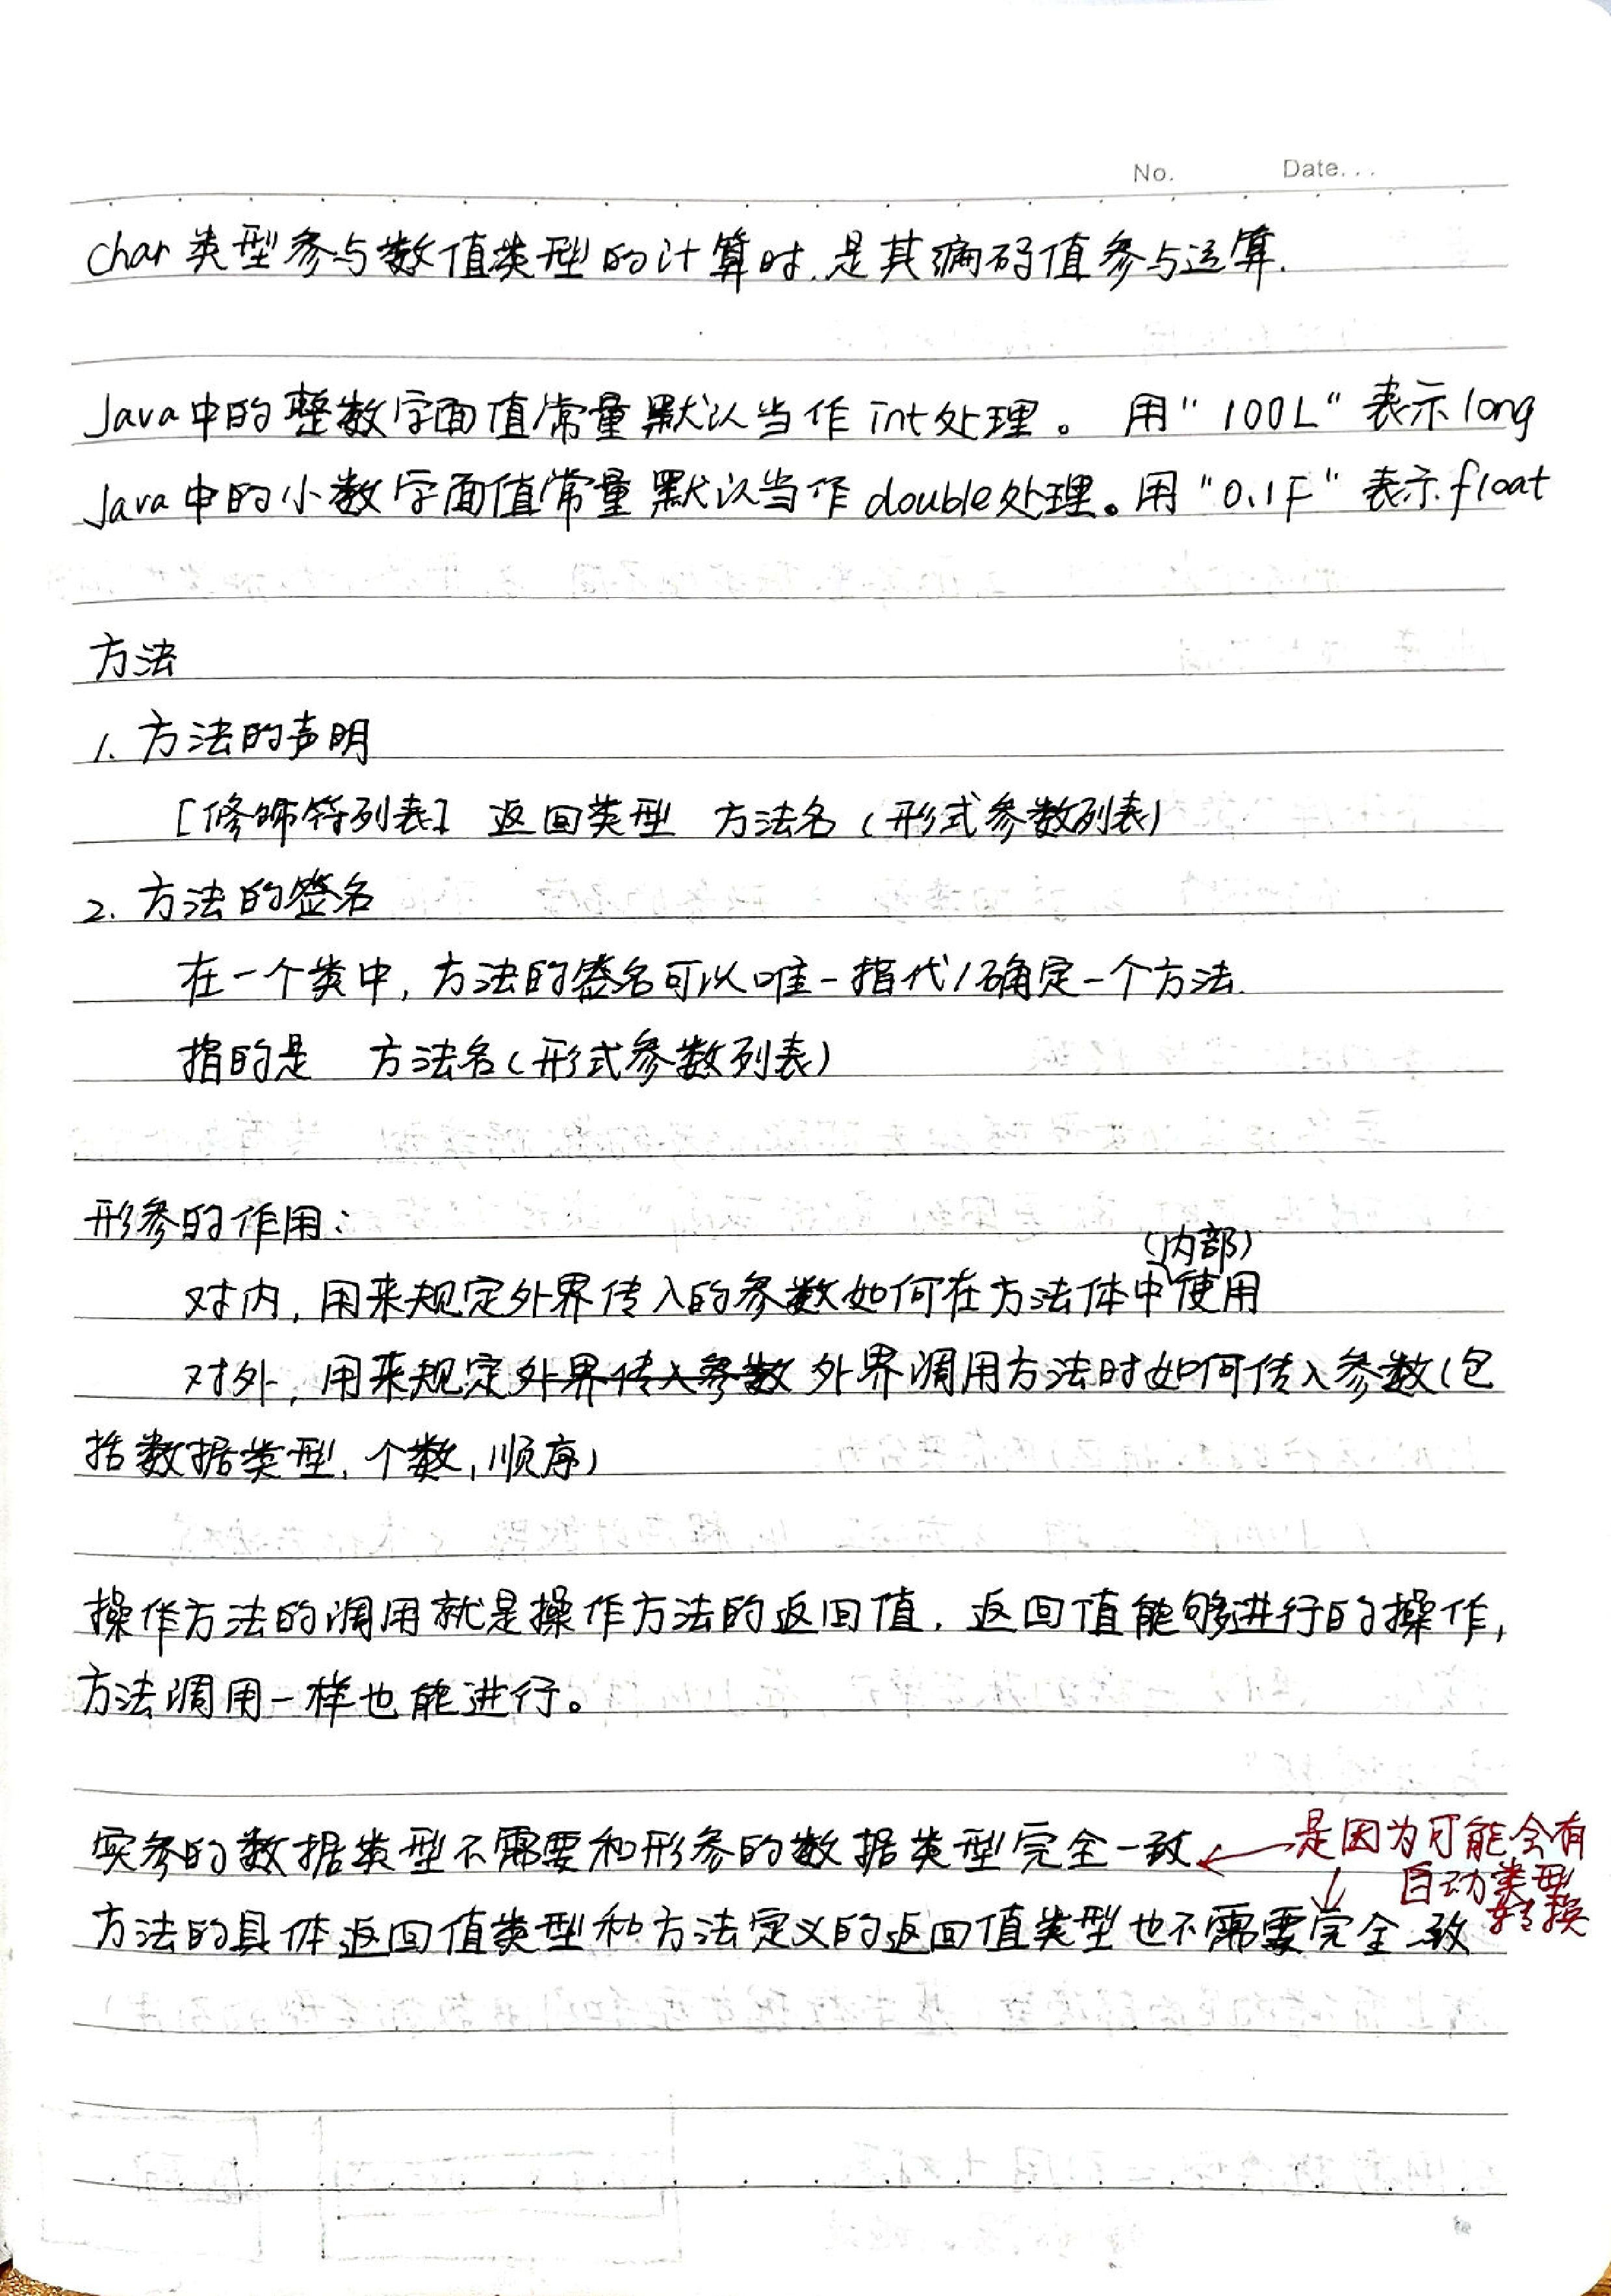 No. Date...
char类型参与数值类型的计算时,是其编码值参与运算.
Java中的整数字面值常量默认当作int处理。 用"100L"表示long
Java中的小数字面值常量默认当作double处理。用"0.1F"表示float
方法
1. 方法的声明
[修饰符列表] 返回类型 方法名(形式参数列表)
2. 方法的签名
在一个类中,方法的签名可以唯一指代/确定一个方法.
指的是 方法名(形式参数列表)
形参的作用:
(内部)
对内,用来规定外界传入的参数如何在方法体中使用
对外,用来规定外界传入参数 外界调用方法时如何传入参数(包
括数据类型、个数,顺序)
操作方法的调用就是操作方法的返回值. 返回值能够进行的操作,
方法调用一样也能进行。
实参的数据类型不需要和形参的数据类型完全一致 ← 是因为可能会有
自动类型
转换
方法的具体返回值类型和方法定义的返回值类型也不需要完全一致